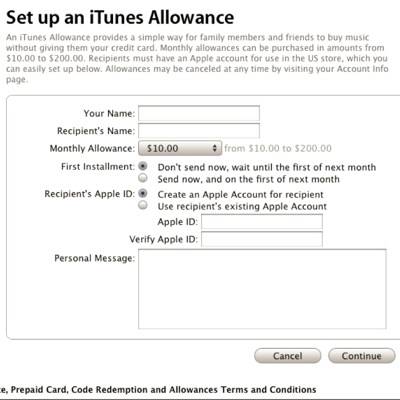 Set up an iTunes Allowance
An iTunes Allowance provides a simple way for family members and friends to buy music
without giving them your credit card. Monthly allowances can be purchased in amounts from
$10.00 to $200.00. Recipients must have an Apple account for use in the US store, which you
can easily set up below. Allowances may be canceled at any time by visiting your Account Info
page.
Your Name:
Recipient's Name:
Monthly Allowance: $10.00 from $10.00 to $200.00
First Installment: Don't send now, wait until the first of next month
Send now, and on the first of next month
Recipient's Apple ID: Create an Apple Account for recipient
Use recipient's existing Apple Account
Apple ID:
Verify Apple ID:
Personal Message:
Cancel Continue
Prepaid Card, Code Redemption and Allowances Terms and Conditions